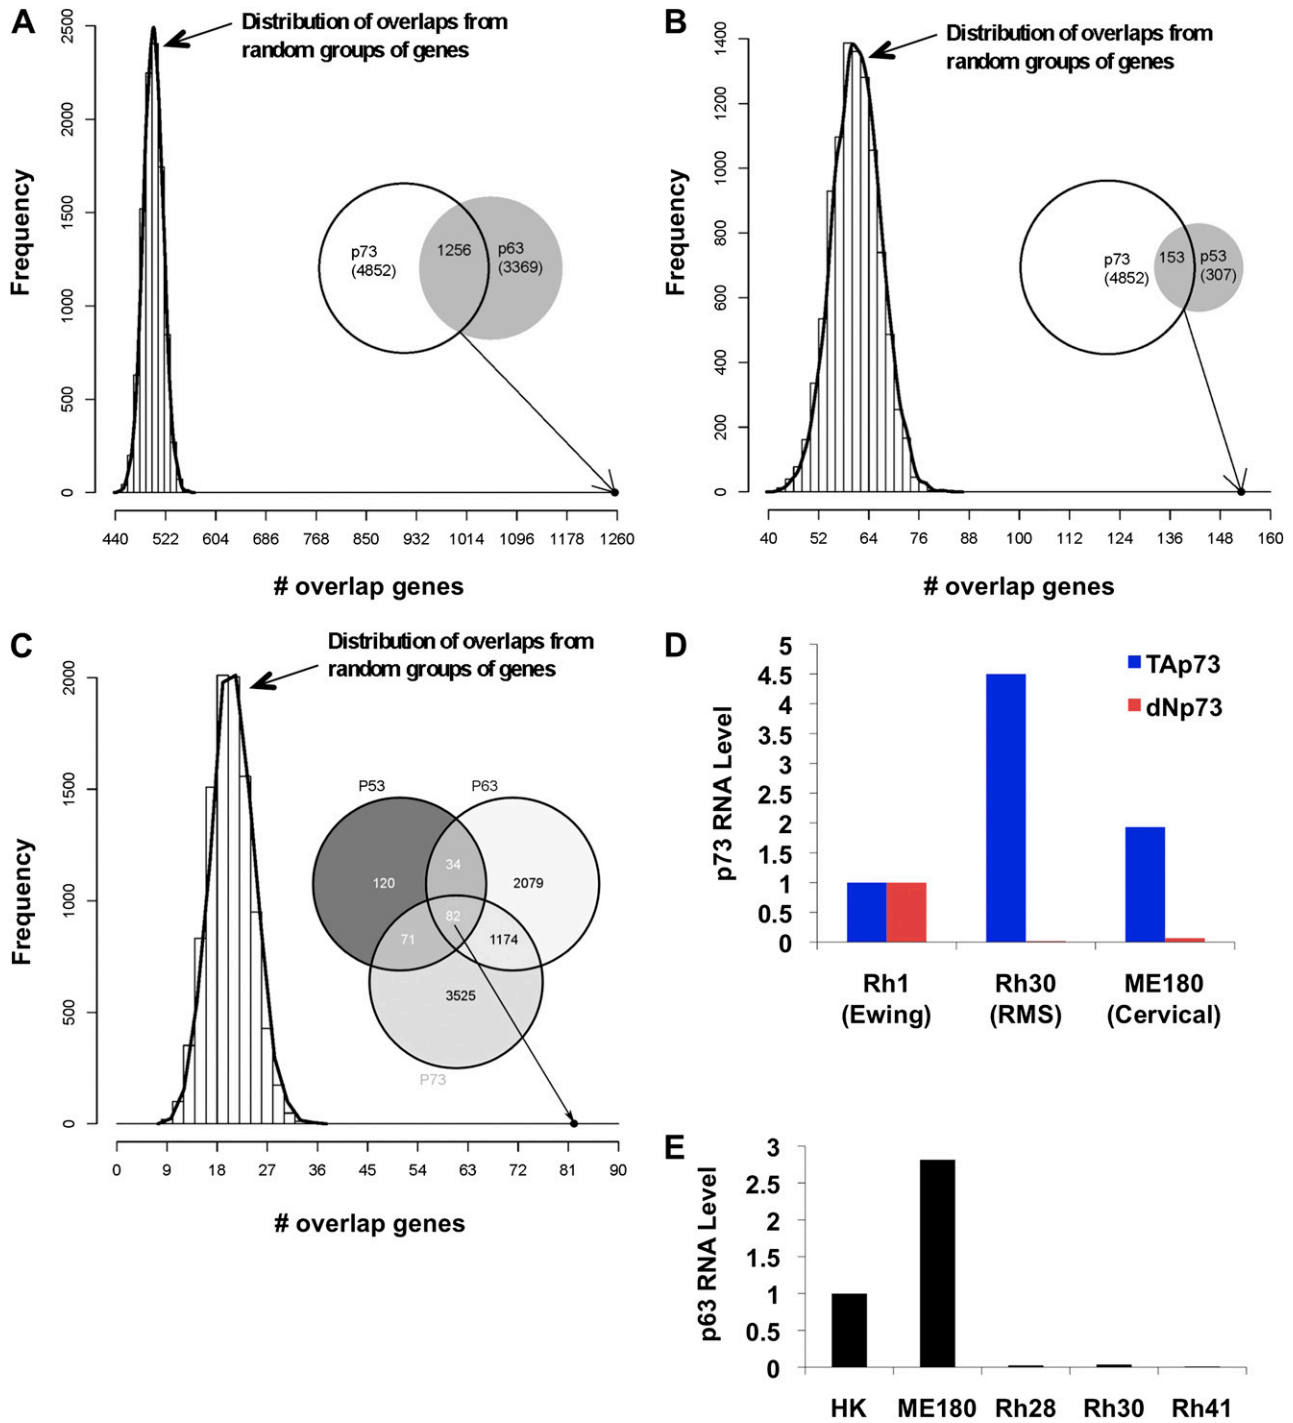 A
Distribution of overlaps from
random groups of genes
Frequency
2500
2000
1500
1000
500
0
p73
(4852)
1256
p63
(3369)
440 522 604 686 768 850 932 1014 1096 1178 1260
# overlap genes
B
Distribution of overlaps from
random groups of genes
Frequency
1400
1200
1000
800
600
400
200
0
p73
(4852)
153
p53
(307)
40 52 64 76 88 100 112 124 136 148 160
# overlap genes
C
Distribution of overlaps from
random groups of genes
Frequency
2000
1500
1000
500
0
P53
P63
34
120
2079
82
71
1174
3525
P73
0 9 18 27 36 45 54 63 72 81 90
# overlap genes
D
p73 RNA Level
5
4.5
4
3.5
3
2.5
2
1.5
1
0.5
0
TAp73
dNp73
Rh1 Rh30 ME180
(Ewing) (RMS) (Cervical)
E
p63 RNA Level
3
2.5
2
1.5
1
0.5
0
HK ME180 Rh28 Rh30 Rh41